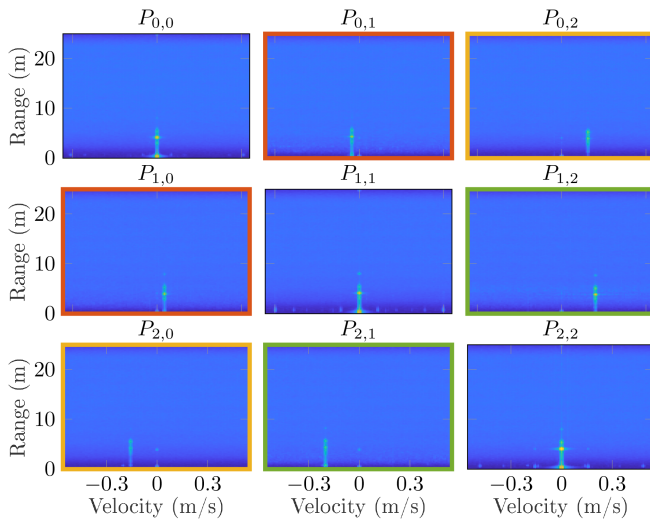 P0,0 P0,1 P0,2
Range (m)
20
10
0
P1,0 P1,1 P1,2
Range (m)
20
10
0
P2,0 P2,1 P2,2
Range (m)
20
10
0
−0.3 0 0.3 −0.3 0 0.3 −0.3 0 0.3
Velocity (m/s) Velocity (m/s) Velocity (m/s)